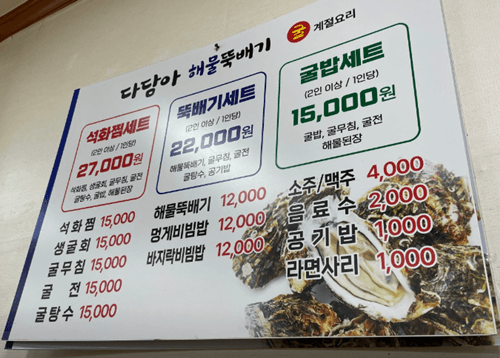 다담아 해물뚝배기
굴 계절요리
석화찜세트
(2인 이상 / 1인당)
27,000원
석화찜, 생굴회, 굴무침, 굴전
굴탕수, 굴밥, 해물된장
뚝배기세트
(2인 이상 / 1인당)
22,000원
해물뚝배기, 굴무침, 굴전
굴탕수, 공기밥
굴밥세트
(2인 이상 / 1인당)
15,000원
굴밥, 굴무침, 굴전
해물된장
석화찜 15,000
생굴회 15,000
굴무침 15,000
굴전 15,000
굴탕수 15,000
해물뚝배기 12,000
멍게비빔밥 12,000
바지락비빔밥 12,000
소주/맥주 4,000
음료수 2,000
공기밥 1,000
라면사리 1,000